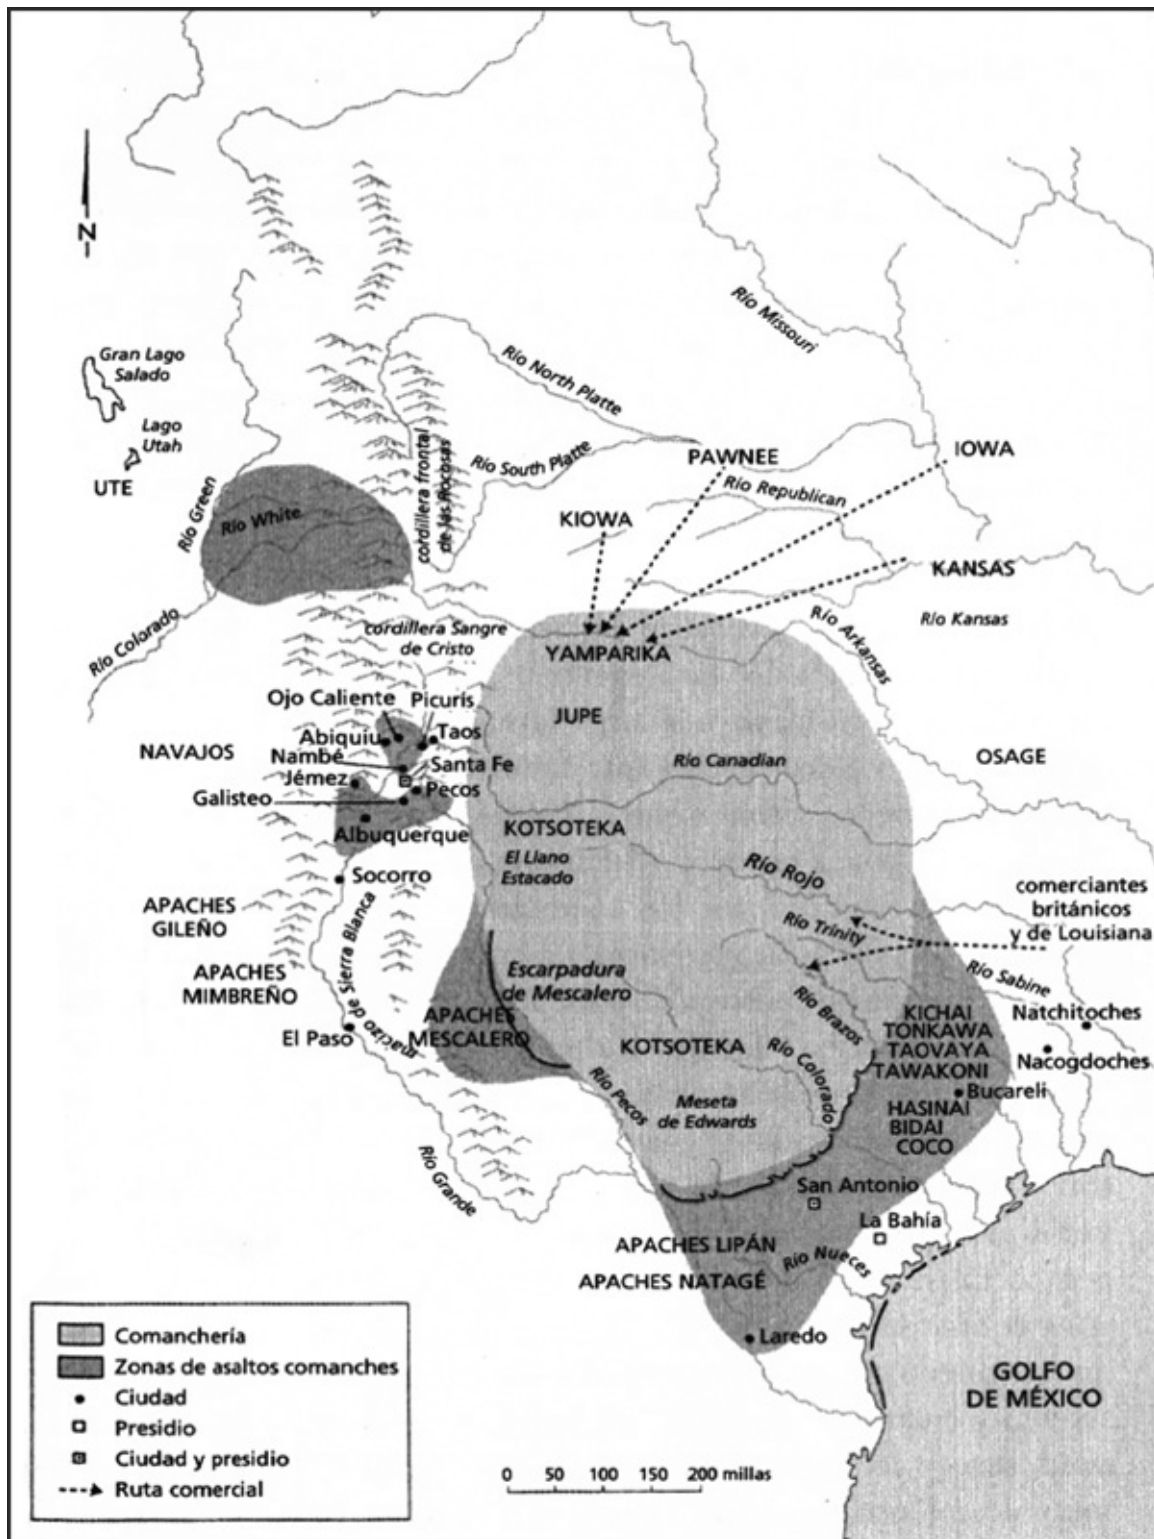 N
Río Missouri
Gran Lago
Salado
Lago
Utah
UTE
Río Green
Río White
Río Colorado
cordillera frontal
de las Rocosas
Río North Platte
Río South Platte
PAWNEE
IOWA
Río Republican
KIOWA
KANSAS
Río Kansas
Río Arkansas
cordillera Sangre
de Cristo
YAMPARIKA
JUPE
Ojo Caliente
Picurís
Abiquiu
Taos
NAVAJOS
Nambé
Santa Fe
Jémez
Pecos
Galisteo
Albuquerque
Río Canadian
OSAGE
KOTSOTEKA
El Llano
Estacado
Río Rojo
Socorro
APACHES
GILEÑO
comerciantes
británicos
y de Louisiana
Río Trinity
Río Sabine
APACHES
MIMBREÑO
macizo de Sierra Blanca
Escarpadura
de Mescalero
APACHES
MESCALERO
El Paso
Río Brazos
KICHAI
TONKAWA
TAOVAYA
TAWAKONI
Natchitoches
Nacogdoches
Bucareli
KOTSOTEKA
Río Colorado
Río Pecos
Meseta
de Edwards
HASINAI
BIDAI
COCO
Río Grande
San Antonio
La Bahía
APACHES LIPÁN
Río Nueces
APACHES NATAGÉ
Laredo
GOLFO
DE MÉXICO
Comanchería
Zonas de asaltos comanches
Ciudad
Presidio
Ciudad y presidio
Ruta comercial
0 50 100 150 200 millas